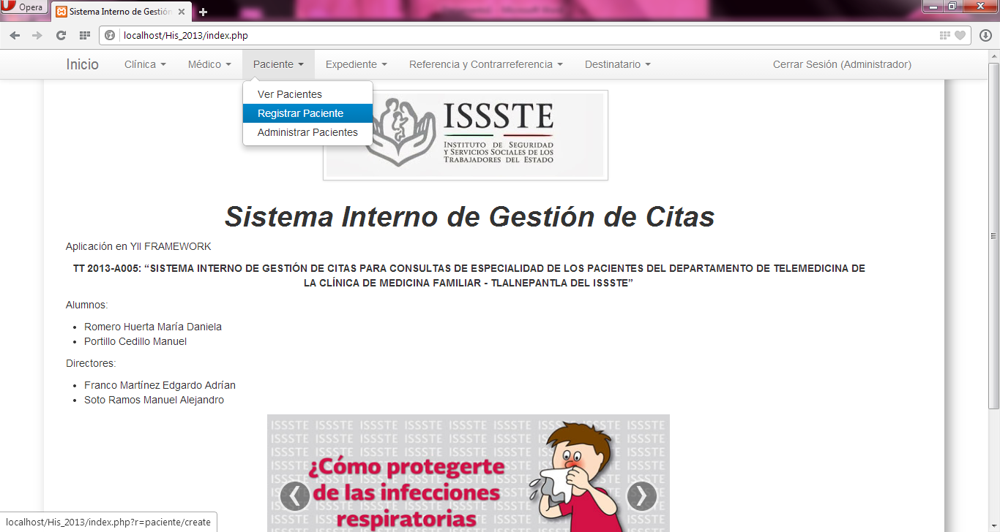 Opera
Sistema Interno de Gestión
localhost/His_2013/index.php
Inicio Clínica Médico Paciente Expediente Referencia y Contrarreferencia Destinatario Cerrar Sesión (Administrador)
Ver Pacientes
Registrar Paciente
Administrar Pacientes
ISSSTE
INSTITUTO DE SEGURIDAD
Y SERVICIOS SOCIALES DE LOS
TRABAJADORES DEL ESTADO
Sistema Interno de Gestión de Citas
Aplicación en YII FRAMEWORK
TT 2013-A005: “SISTEMA INTERNO DE GESTIÓN DE CITAS PARA CONSULTAS DE ESPECIALIDAD DE LOS PACIENTES DEL DEPARTAMENTO DE TELEMEDICINA DE
LA CLÍNICA DE MEDICINA FAMILIAR - TLALNEPANTLA DEL ISSSTE”
Alumnos:
• Romero Huerta María Daniela
• Portillo Cedillo Manuel
Directores:
• Franco Martínez Edgardo Adrían
• Soto Ramos Manuel Alejandro
ISSSTE ISSSTE ISSSTE ISSSTE ISSSTE ISSSTE ISSSTE ISSSTE ISSSTE
¿Cómo protegerte
de las infecciones
respiratorias
localhost/His_2013/index.php?r=paciente/create